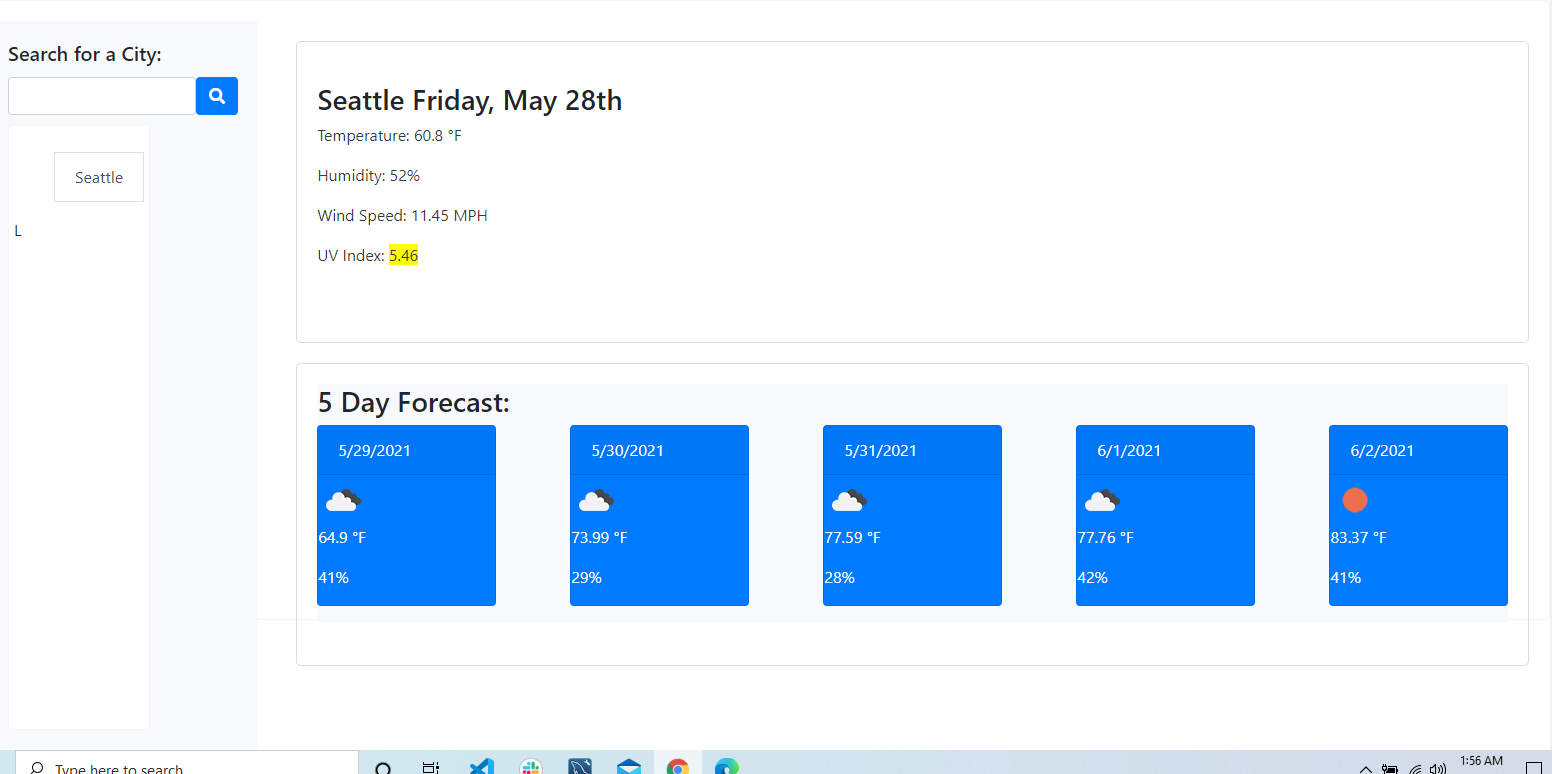 Search for a City:
Seattle
L
Seattle Friday, May 28th
Temperature: 60.8 °F
Humidity: 52%
Wind Speed: 11.45 MPH
UV Index: 5.46
5 Day Forecast:
5/29/2021
64.9 °F
41%
5/30/2021
73.99 °F
29%
5/31/2021
77.59 °F
28%
6/1/2021
77.76 °F
42%
6/2/2021
83.37 °F
41%
Type here to search
1:56 AM